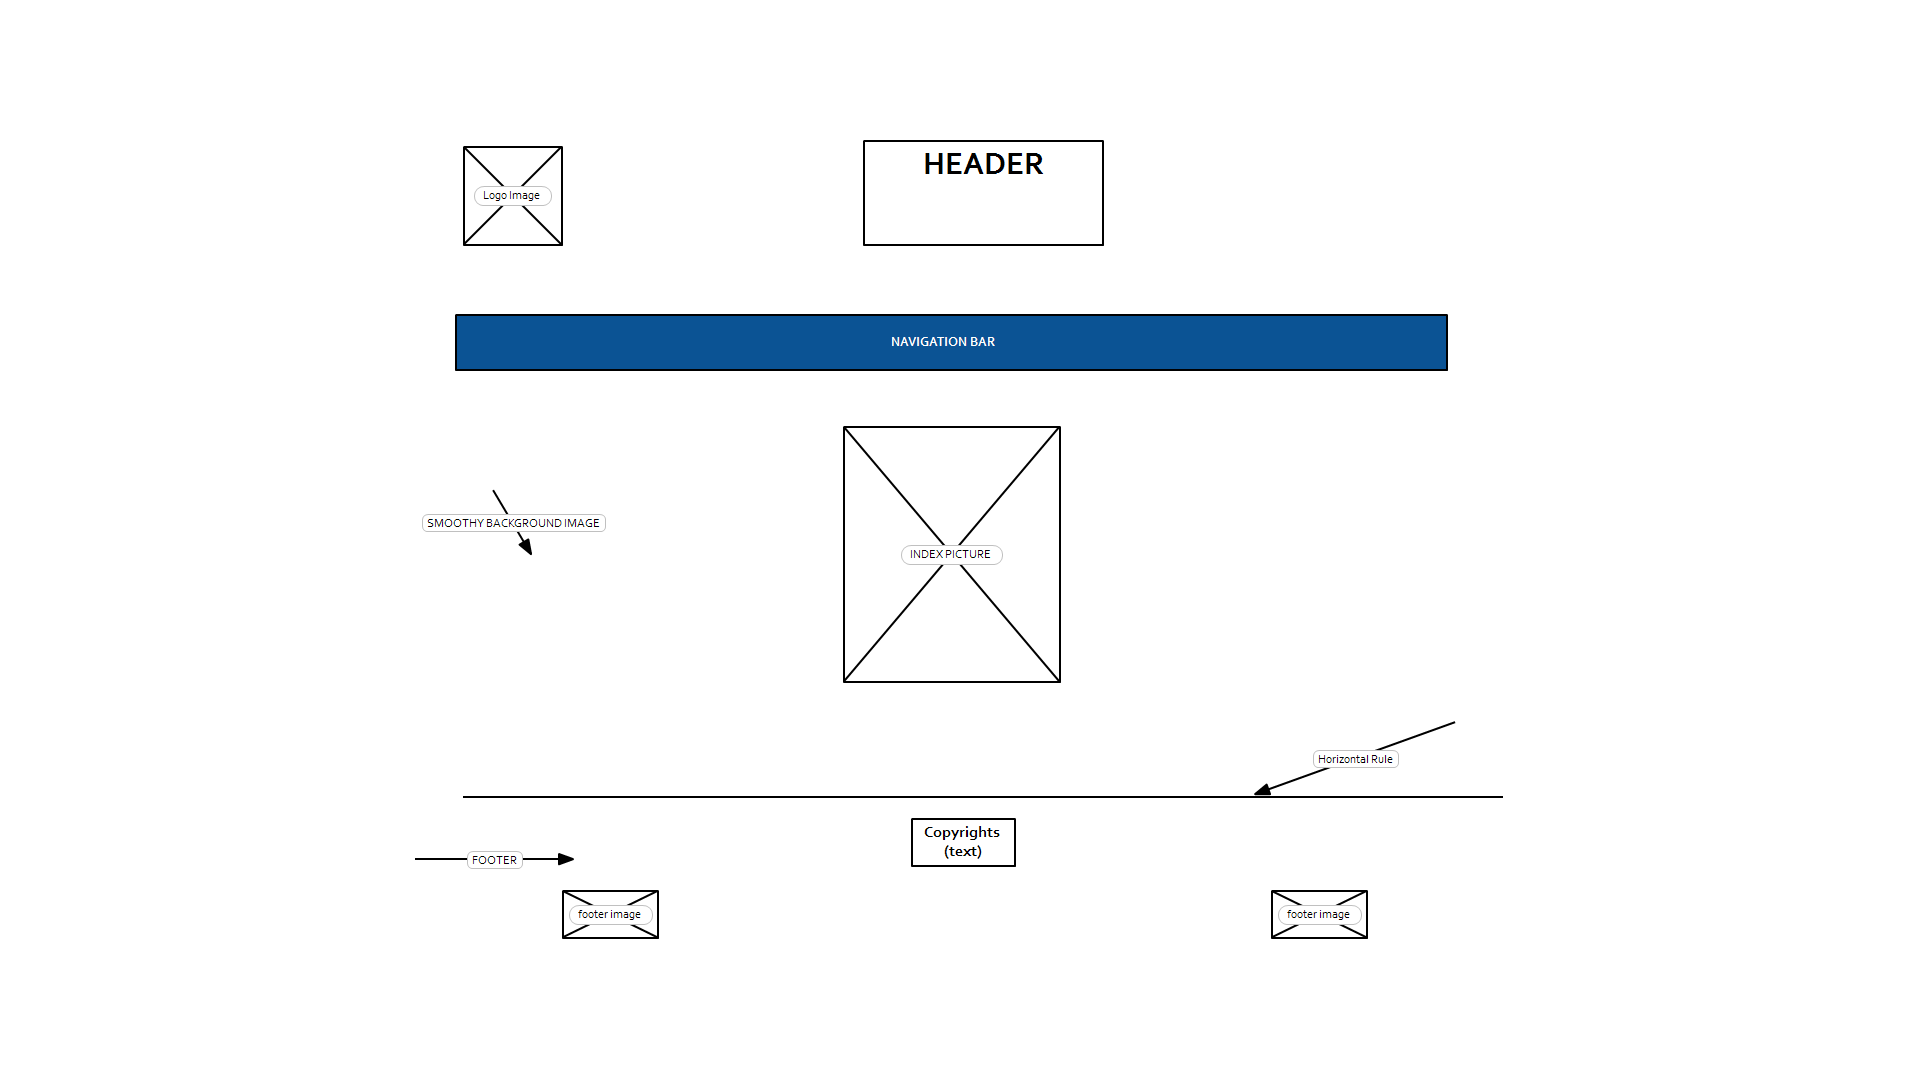 HEADER
Logo Image
NAVIGATION BAR
SMOOTHY BACKGROUND IMAGE
INDEX PICTURE
Horizontal Rule
Copyrights
(text)
FOOTER
footer image
footer image